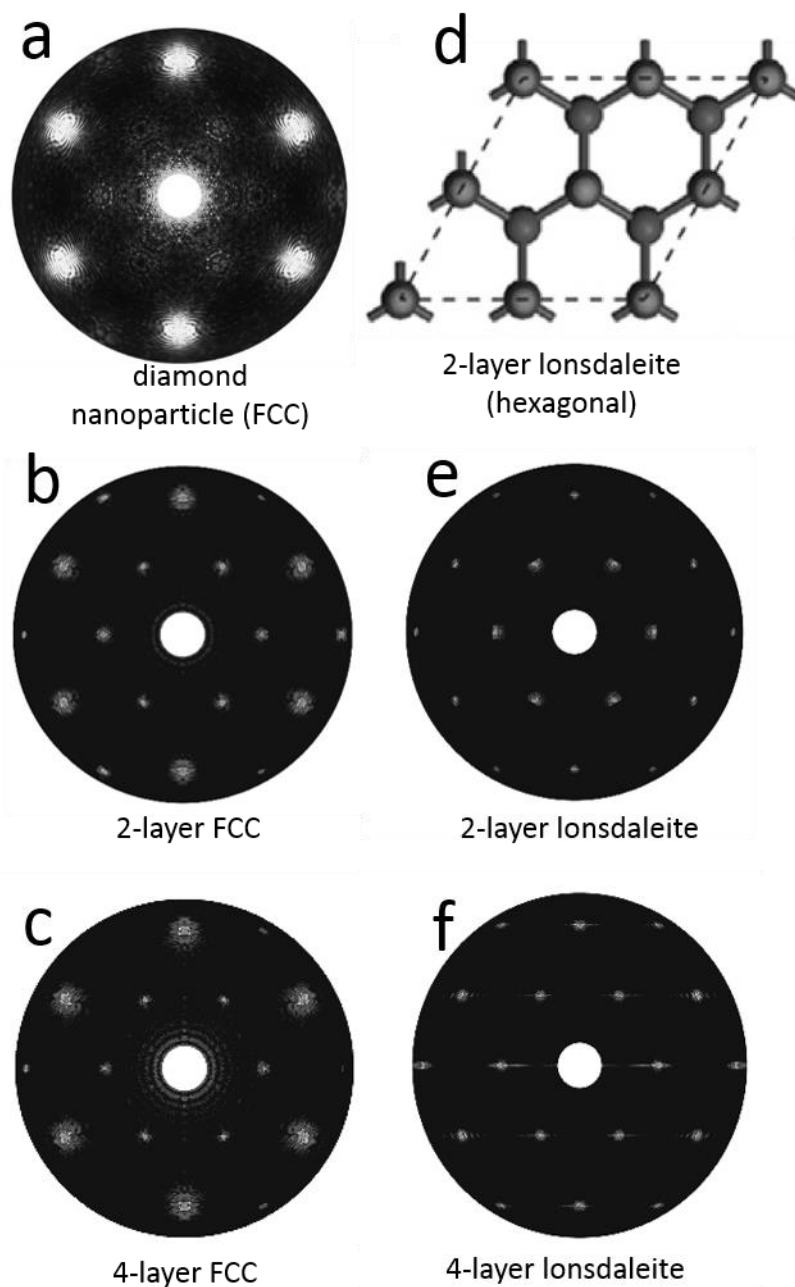 a
diamond
nanoparticle (FCC)
d
2-layer lonsdaleite
(hexagonal)
b
2-layer FCC
e
2-layer lonsdaleite
c
4-layer FCC
f
4-layer lonsdaleite